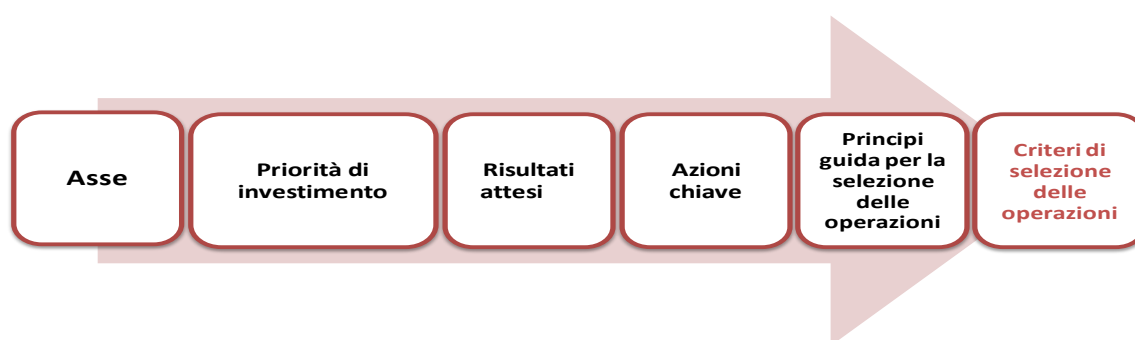 Asse
Priorità di
investimento
Risultati
attesi
Azioni
chiave
Principi
guida per la
selezione
delle
operazioni
Criteri di
selezione
delle
operazioni